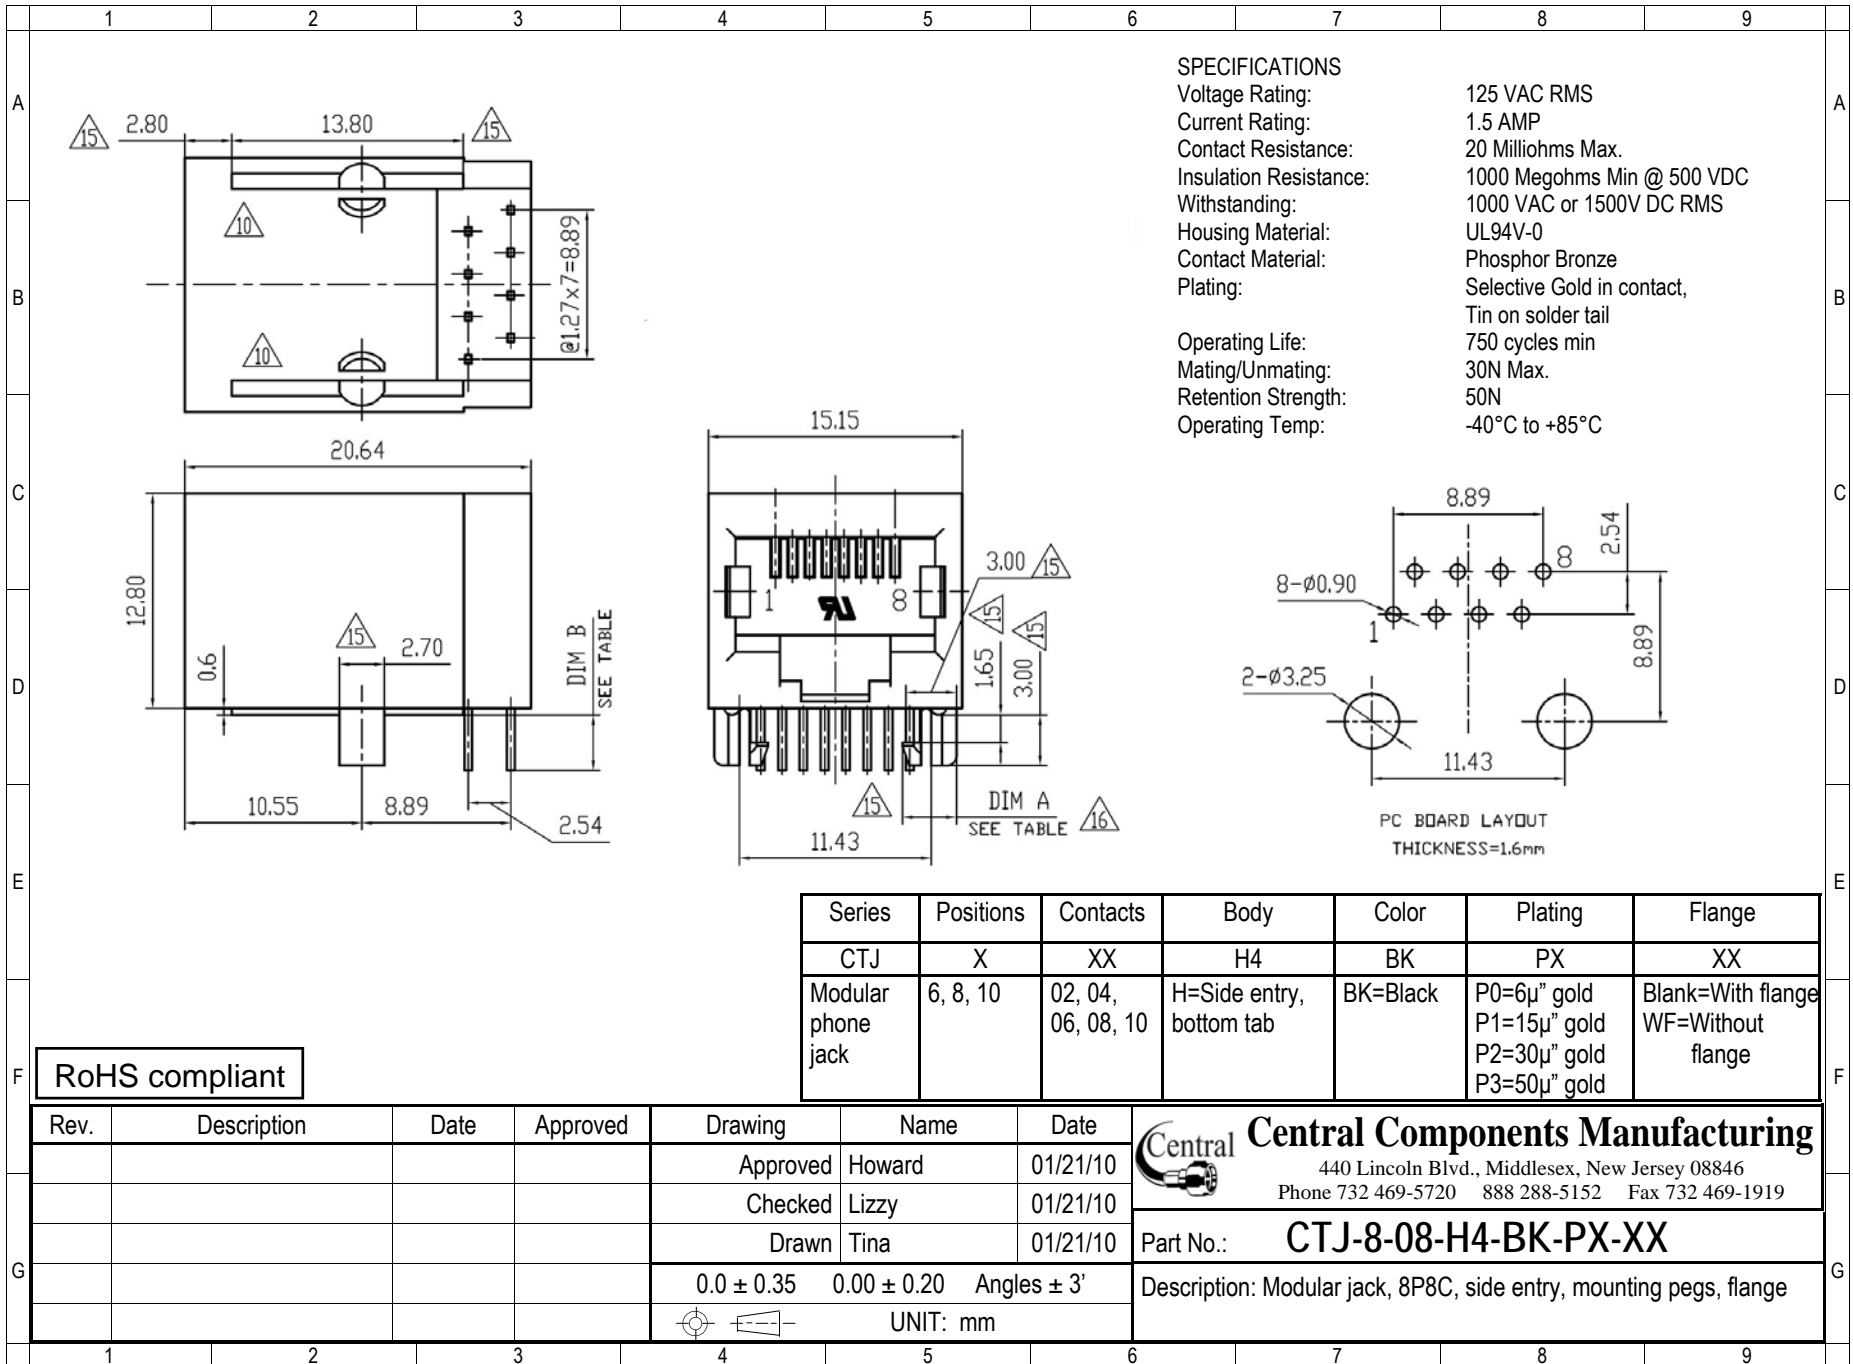 1 2 3 4 5 6 7 8 9
A A
B B
C C
D D
E E
F F
G G
15 2.80 13.80 15
10
10
@1.27x7=8.89
20.64
12.80
0.6
15
2.70
DIM B
SEE TABLE
10.55 8.89 2.54
15.15
1 8
3.00 15
15
15
1.65
3.00
15
DIM A
SEE TABLE 16
11.43
SPECIFICATIONS
Voltage Rating: 125 VAC RMS
Current Rating: 1.5 AMP
Contact Resistance: 20 Milliohms Max.
Insulation Resistance: 1000 Megohms Min @ 500 VDC
Withstanding: 1000 VAC or 1500V DC RMS
Housing Material: UL94V-0
Contact Material: Phosphor Bronze
Plating: Selective Gold in contact,
Tin on solder tail
Operating Life: 750 cycles min
Mating/Unmating: 30N Max.
Retention Strength: 50N
Operating Temp: -40°C to +85°C
8.89
2.54
8
8-ø0.90
1
8.89
2-ø3.25
11.43
PC BOARD LAYOUT
THICKNESS=1.6mm
Series Positions Contacts Body Color Plating Flange
CTJ X XX H4 BK PX XX
Modular phone jack
6, 8, 10
02, 04,
06, 08, 10
H=Side entry,
bottom tab
BK=Black
P0=6µ” gold
P1=15µ” gold
P2=30µ” gold
P3=50µ” gold
Blank=With flange
WF=Without
flange
RoHS compliant
Rev. Description Date Approved
Drawing Name Date
Approved Howard 01/21/10
Checked Lizzy 01/21/10
Drawn Tina 01/21/10
0.0 ± 0.35 0.00 ± 0.20 Angles ± 3’
UNIT: mm
Central
Central Components Manufacturing
440 Lincoln Blvd., Middlesex, New Jersey 08846
Phone 732 469-5720 888 288-5152 Fax 732 469-1919
Part No.: CTJ-8-08-H4-BK-PX-XX
Description: Modular jack, 8P8C, side entry, mounting pegs, flange
1 2 3 4 5 6 7 8 9